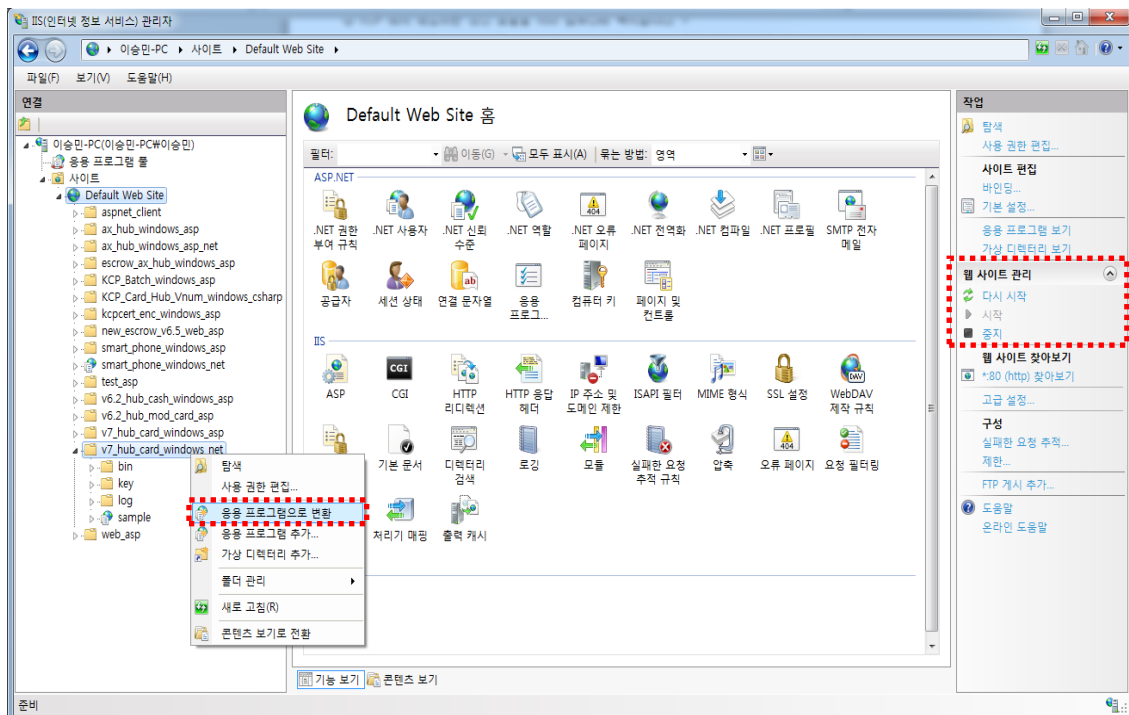 IIS(인터넷 정보 서비스) 관리자
이승민-PC 사이트 Default Web Site
파일(F) 보기(V) 도움말(H)
연결
이승민-PC(이승민-PC₩이승민)
응용 프로그램 풀
사이트
Default Web Site
aspnet_client
ax_hub_windows_asp
ax_hub_windows_asp_net
escrow_ax_hub_windows_asp
KCP_Batch_windows_asp
KCP_Card_Hub_Vnum_windows_csharp
kcpcert_enc_windows_asp
new_escrow_v6.5_web_asp
smart_phone_windows_asp
smart_phone_windows_net
test_asp
v6.2_hub_cash_windows_asp
v6.2_hub_mod_card_asp
v7_hub_card_windows_asp
v7_hub_card_windows_net
bin
key
log
sample
web_asp
탐색
사용 권한 편집...
응용 프로그램으로 변환
응용 프로그램 추가...
가상 디렉터리 추가...
폴더 관리
새로 고침(R)
콘텐츠 보기로 전환
Default Web Site 홈
필터: 이동(G) 모두 표시(A) 묶는 방법: 영역
ASP.NET
.NET 권한 부여 규칙
.NET 사용자
.NET 신뢰 수준
.NET 역할
404
.NET 오류 페이지
.NET 전역화
.NET 컴파일
.NET 프로필
SMTP 전자 메일
공급자
세션 상태
ab
연결 문자열
응용 프로그...
컴퓨터 키
페이지 및 컨트롤
IIS
ASP
CGI
CGI
HTTP 리디렉션
HTTP 응답 헤더
IP 주소 및 도메인 제한
ISAPI 필터
MIME 형식
SSL 설정
DAV
WebDAV 제작 규칙
기본 문서
디렉터리 검색
로깅
모듈
실패한 요청 추적 규칙
압축
404
오류 페이지
요청 필터링
처리기 매핑
출력 캐시
기능 보기 콘텐츠 보기
작업
탐색
사용 권한 편집...
사이트 편집
바인딩...
기본 설정...
응용 프로그램 보기
가상 디렉터리 보기
웹 사이트 관리
다시 시작
시작
중지
웹 사이트 찾아보기
*:80 (http) 찾아보기
고급 설정...
구성
실패한 요청 추적...
제한...
FTP 게시 추가...
도움말
온라인 도움말
준비